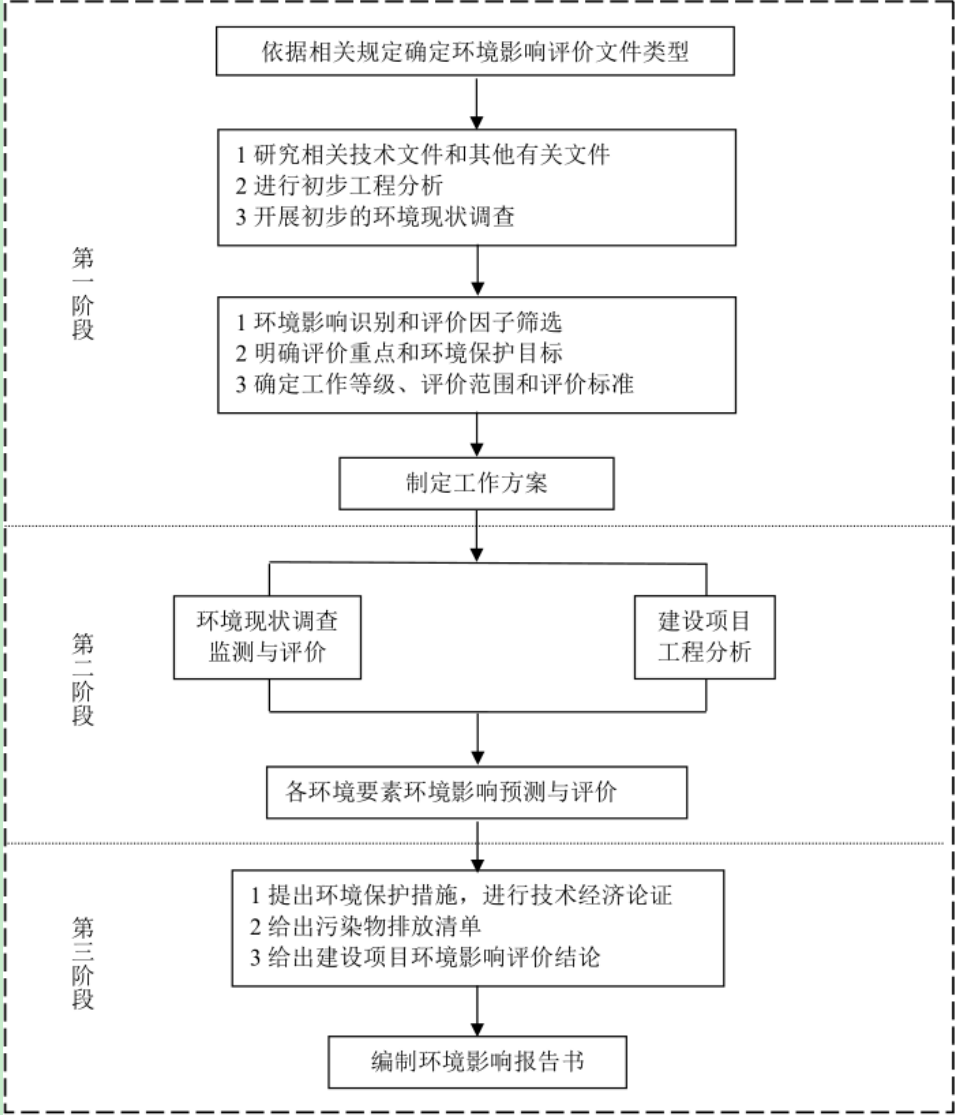 依据相关规定确定环境影响评价文件类型
1 研究相关技术文件和其他有关文件
2 进行初步工程分析
3 开展初步的环境现状调查
第一阶段
1 环境影响识别和评价因子筛选
2 明确评价重点和环境保护目标
3 确定工作等级、评价范围和评价标准
制定工作方案
环境现状调查
监测与评价
建设项目
工程分析
第二阶段
各环境要素环境影响预测与评价
1 提出环境保护措施，进行技术经济论证
2 给出污染物排放清单
3 给出建设项目环境影响评价结论
第三阶段
编制环境影响报告书